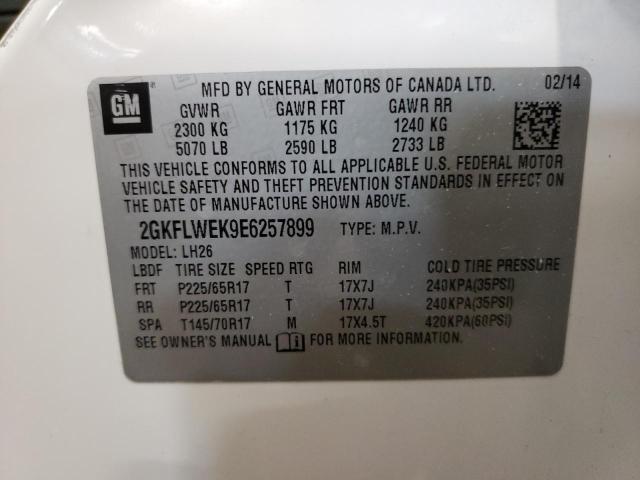 GM
MFD BY GENERAL MOTORS OF CANADA LTD. 02/14
GVWR GAWR FRT GAWR RR
2300 KG 1175 KG 1240 KG
5070 LB 2590 LB 2733 LB
THIS VEHICLE CONFORMS TO ALL APPLICABLE U.S. FEDERAL MOTOR
VEHICLE SAFETY AND THEFT PREVENTION STANDARDS IN EFFECT ON
THE DATE OF MANUFACTURE SHOWN ABOVE.
2GKFLWEK9E6257899 TYPE: M.P.V.
MODEL: LH26
LBDF TIRE SIZE SPEED RTG RIM COLD TIRE PRESSURE
FRT P225/65R17 T 17X7J 240KPA(35PSI)
RR P225/65R17 T 17X7J 240KPA(35PSI)
SPA T145/70R17 M 17X4.5T 420KPA(60PSI)
SEE OWNER'S MANUAL FOR MORE INFORMATION.